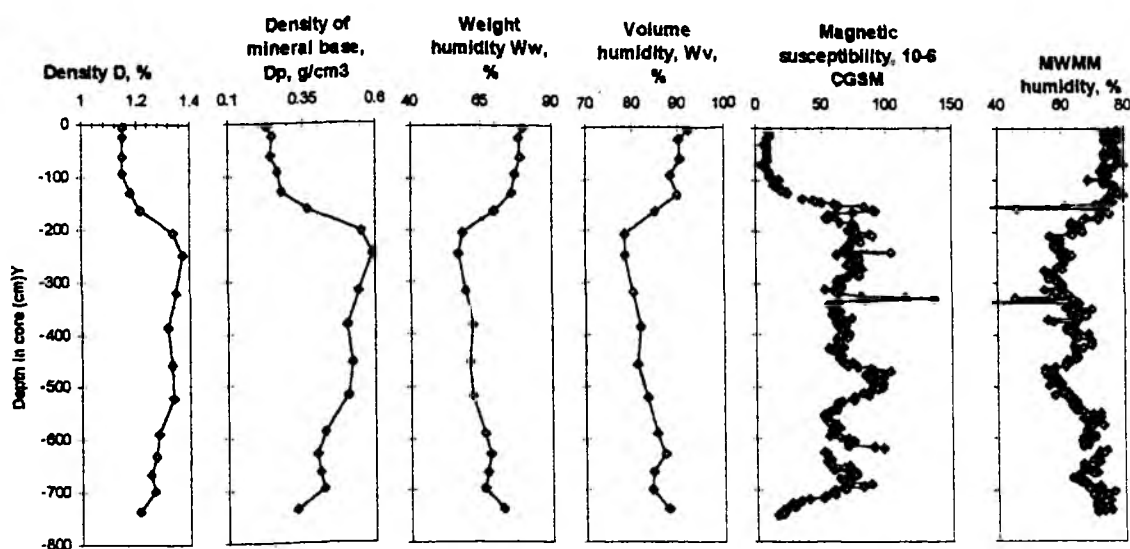 Density D, %
1 1.2 1.4
Density of
mineral base,
Dp, g/cm3
0.1 0.35 0.6
Weight
humidity Ww,
%
40 65 90
Volume
humidity, Wv,
%
60 70 80 90 100
Magnetic
susceptibility, 10-6
CGSM
0 50 100 150
MWMM
humidity, %
40 60 80
Depth in core (cm)Y
0
-100
-200
-300
-400
-500
-600
-700
-800